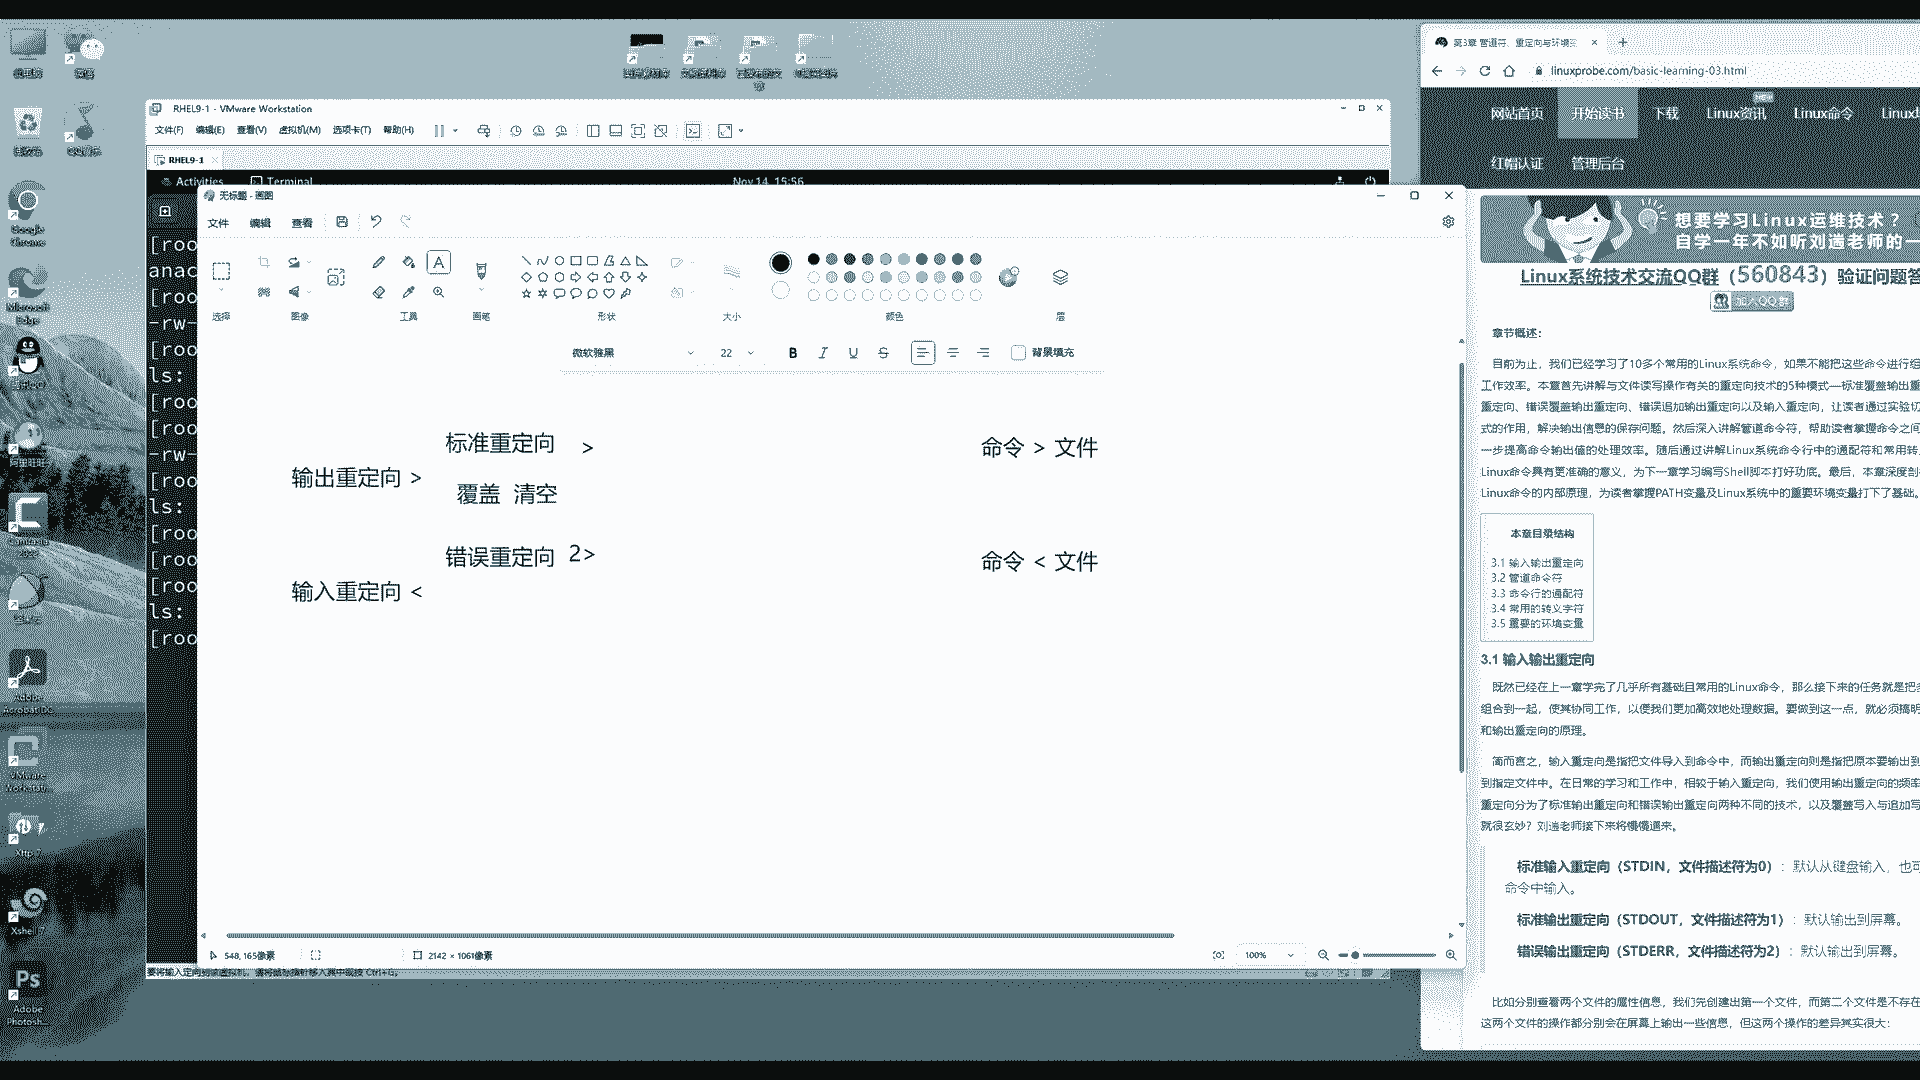 RHEL9-1 - VMware Workstation
文件(F) 编辑(E) 查看(V) 虚拟机(M) 选项卡(T) 帮助(H)
RHEL9-1
Activities Terminal Nov 14 15:56
[roo
anac
[roo
-rw-
[roo
ls:
[roo
[roo
-rw-
[roo
ls:
[roo
[roo
[roo
ls:
[roo
无标题 - 画图
文件 编辑 查看
选择 图像 工具 画笔 形状 大小 颜色 层
微软雅黑 22 B I U S 背景填充
标准重定向 >
命令 > 文件
输出重定向 >
覆盖 清空
错误重定向 2>
命令 < 文件
输入重定向 <
548, 165像素 2142 × 1061像素 100%
Google Chrome
Microsoft Edge
Adobe
VMware
Xftp 7
Xshell 7
Adobe
Photosh...
第3章 管道符、重定向与环境变
linuxprobe.com/basic-learning-03.html
网站首页 开始读书 下载 Linux资讯 Linux命令
NEW
红帽认证 管理后台
想要学习Linux运维技术？
自学一年不如听刘遄老师的一
Linux系统技术交流QQ群（560843）验证问题答
加入QQ群
章节概述：
目前为止，我们已经学习了10多个常用的Linux系统命令，如果不能把这些命令进行组
工作效率。本章首先讲解与文件读写操作有关的重定向技术的5种模式—标准覆盖输出重
重定向、错误覆盖输出重定向、错误追加输出重定向以及输入重定向，让读者通过实验切
式的作用，解决输出信息的保存问题。然后深入讲解管道命令符，帮助读者掌握命令之间
一步提高命令输出值的处理效率。随后通过讲解Linux系统命令行中的通配符和常用转
Linux命令具有更准确的意义，为下一章学习编写Shell脚本打好功底。最后，本章深度剖
Linux命令的内部原理，为读者掌握PATH变量及Linux系统中的重要环境变量打下了基础。
本章目录结构
3.1 输入输出重定向
3.2 管道命令符
3.3 命令行的通配符
3.4 常用的转义字符
3.5 重要的环境变量
3.1 输入输出重定向
既然已经在上一章学完了几乎所有基础且常用的Linux命令，那么接下来的任务就是把多
组合到一起，使其协同工作，以便我们更加高效地处理数据。要做到这一点，就必须搞明
和输出重定向的原理。
简而言之，输入重定向是指把文件导入到命令中，而输出重定向则是指把原本要输出到
到指定文件中。在日常的学习和工作中，相较于输入重定向，我们使用输出重定向的频率
重定向分为了标准输出重定向和错误输出重定向两种不同的技术，以及覆盖写入与追加写
就很玄妙？刘遄老师接下来将慢慢道来。
标准输入重定向（STDIN，文件描述符为0）：默认从键盘输入，也可
命令中输入。
标准输出重定向（STDOUT，文件描述符为1）：默认输出到屏幕。
错误输出重定向（STDERR，文件描述符为2）：默认输出到屏幕。
比如分别查看两个文件的属性信息，我们先创建出第一个文件，而第二个文件是不存在
这两个文件的操作都分别会在屏幕上输出一些信息，但这两个操作的差异其实很大：